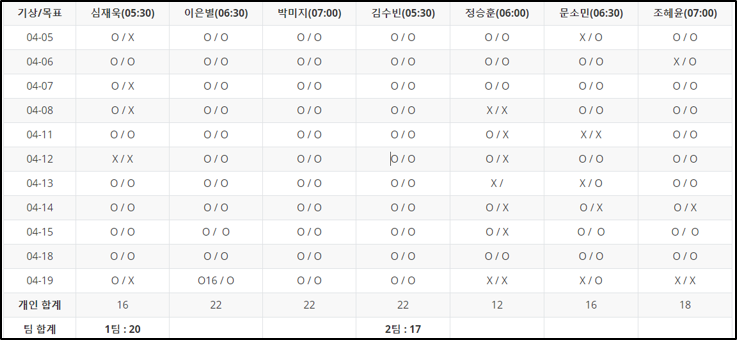 기상/목표 심재욱(05:30) 이은별(06:30) 박미지(07:00) 김수빈(05:30) 정승훈(06:00) 문소민(06:30) 조혜윤(07:00)
04-05 O / X O / O O / O O / O O / O X / O O / O
04-06 O / O O / O O / O O / O O / O O / O X / O
04-07 O / X O / O O / O O / O O / O O / O O / O
04-08 O / X O / O O / O O / O X / X O / O O / O
04-11 O / O O / O O / O O / O O / X X / X O / O
04-12 X / X O / O O / O O / O O / X O / O O / O
04-13 O / O O / O O / O O / O X / X / O O / O
04-14 O / O O / O O / O O / O O / X O / X O / X
04-15 O / O O / O O / O O / O O / X O / O O / O
04-18 O / O O / O O / O O / O O / O O / O O / O
04-19 O / X O16 / O O / O O / O X / X X / O X / X
개인 합계 16 22 22 22 12 16 18
팀 합계 1팀 : 20 2팀 : 17